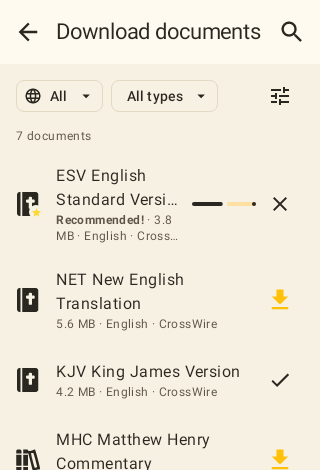 Download documents
All
All types
7 documents
ESV English
Standard Versi…
Recommended! · 3.8
MB · English · Cross…
NET New English
Translation
5.6 MB · English · CrossWire
KJV King James Version
4.2 MB · English · CrossWire
MHC Matthew Henry
Commentary